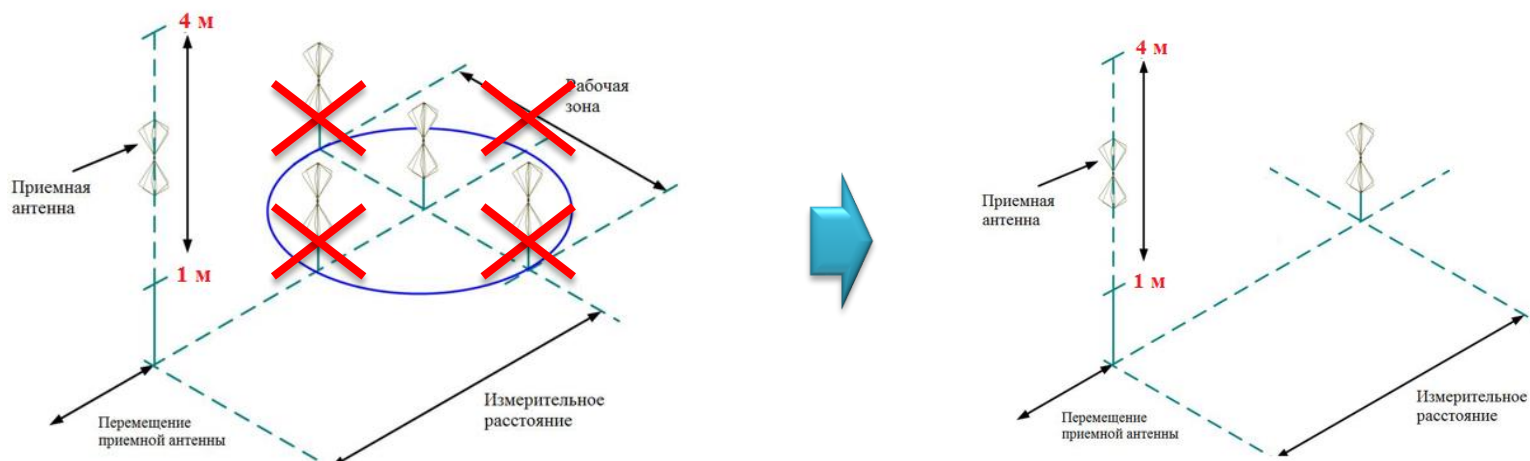 4 м
Рабочая
зона
Приемная
антенна
1 м
Измерительное
расстояние
Перемещение
приемной антенны
4 м
Приемная
антенна
1 м
Измерительное
расстояние
Перемещение
приемной антенны